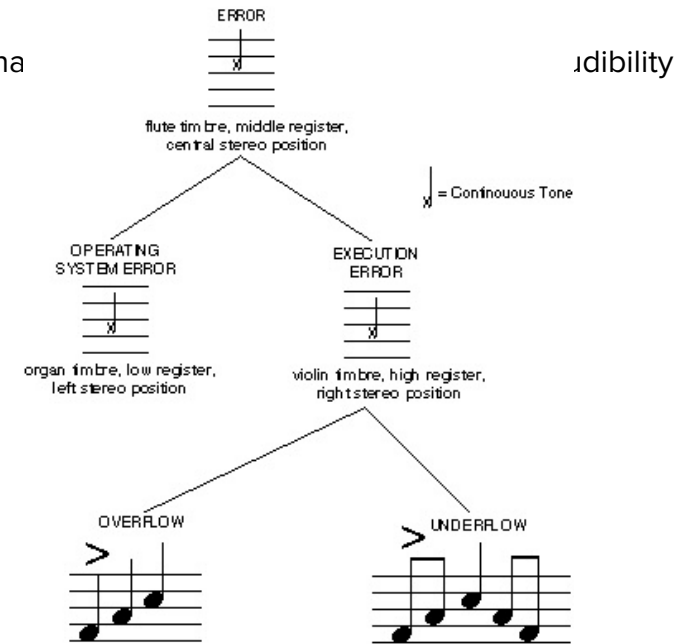 ERROR
flute timbre, middle register,
central stereo position
= Continouous Tone
OPERATING
SYSTEM ERROR
organ timbre, low register,
left stereo position
EXECUTION
ERROR
violin timbre, high register,
right stereo position
OVERFLOW
UNDERFLOW